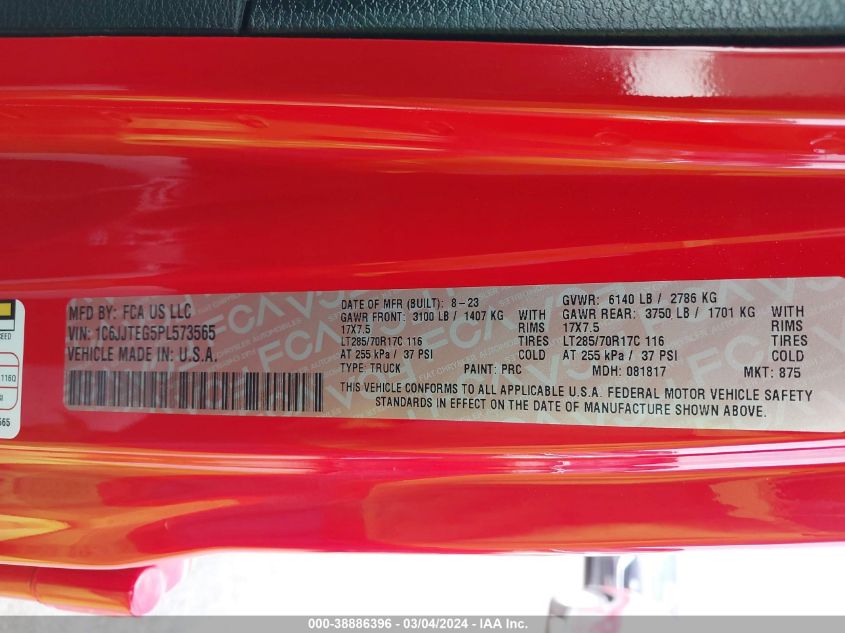 MFD BY: FCA US LLC
VIN: 1C6JJTEG5PL573565
VEHICLE MADE IN U.S.A.
DATE OF MFR (BUILT): 8-23 GVWR: 6140 LB / 2786 KG
GAWR FRONT: 3100 LB / 1407 KG WITH GAWR REAR: 3750 LB / 1701 KG WITH
17X7.5 RIMS 17X7.5 RIMS
LT285/70R17C 116 TIRES LT285/70R17C 116 TIRES
AT 255 kPa / 37 PSI COLD AT 255 kPa / 37 PSI COLD
TYPE: TRUCK PAINT: PRC MDH: 081817 MKT: 875
THIS VEHICLE CONFORMS TO ALL APPLICABLE U.S.A. FEDERAL MOTOR VEHICLE SAFETY
STANDARDS IN EFFECT ON THE DATE OF MANUFACTURE SHOWN ABOVE.
116Q
565
000-38886396 - 03/04/2024 - IAA Inc.